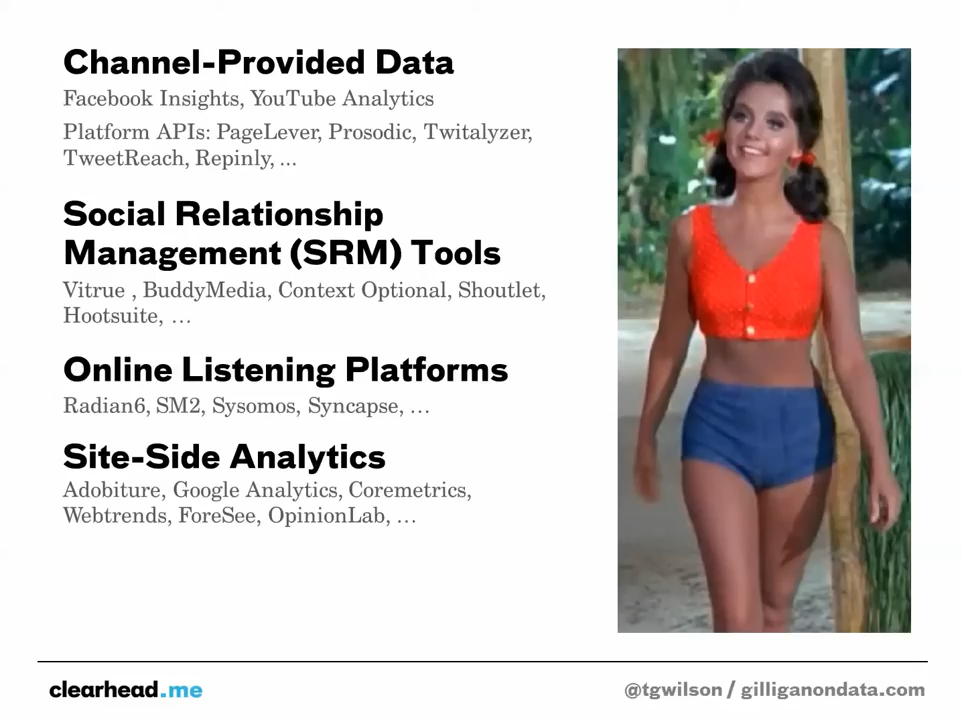 Channel-Provided Data
Facebook Insights, YouTube Analytics
Platform APIs: PageLever, Prosodic, Twitalyzer,
TweetReach, Repinly, ...
Social Relationship
Management (SRM) Tools
Vitrue , BuddyMedia, Context Optional, Shoutlet,
Hootsuite, …
Online Listening Platforms
Radian6, SM2, Sysomos, Syncapse, …
Site-Side Analytics
Adobiture, Google Analytics, Coremetrics,
Webtrends, ForeSee, OpinionLab, …
clearhead.me
@tgwilson / gilligandata.com